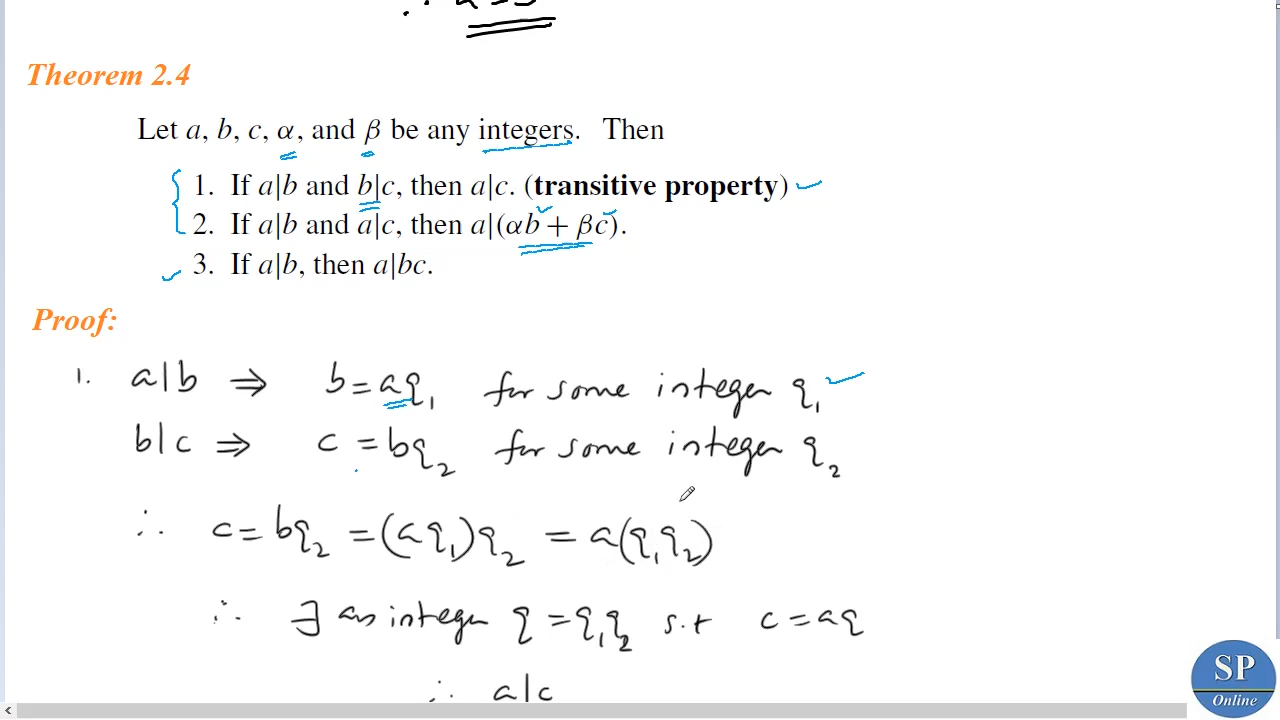 Theorem 2.4
Let a, b, c, α, and β be any integers. Then
1. If a|b and b|c, then a|c. (transitive property)
2. If a|b and a|c, then a|(αb + βc).
3. If a|b, then a|bc.
Proof:
1. a|b ⇒ b = aq₁ for some integer q₁
b|c ⇒ c = bq₂ for some integer q₂
∴ c = bq₂ = (aq₁)q₂ = a(q₁q₂)
∴ ∃ an integer q = q₁q₂ s.t c = aq
∴ a|c
SP
Online